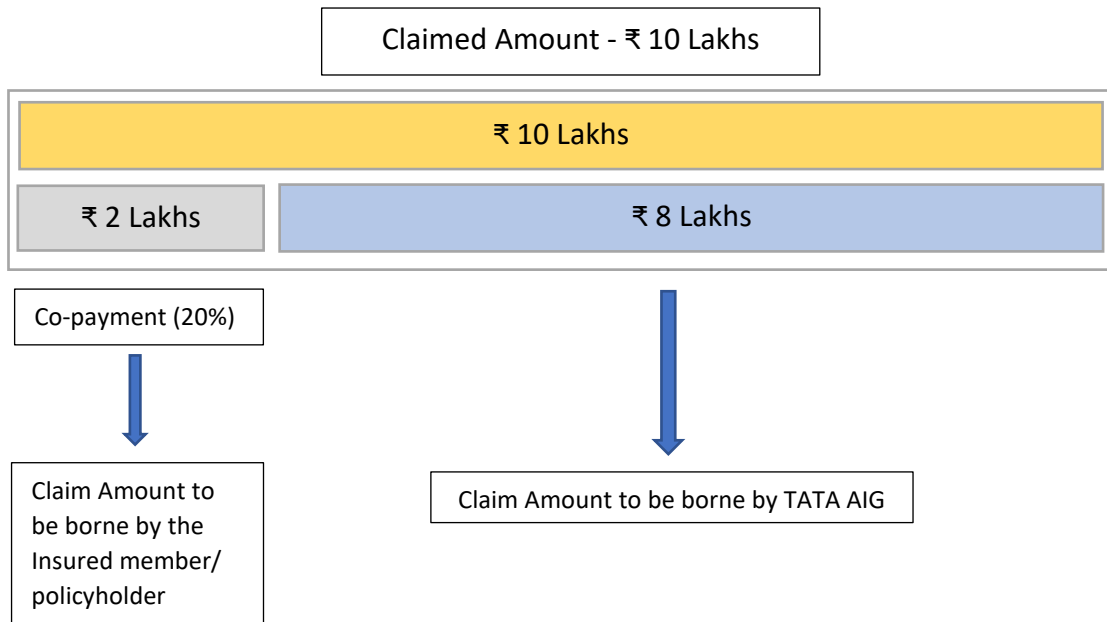 Claimed Amount - ₹ 10 Lakhs
₹ 10 Lakhs
₹ 2 Lakhs
₹ 8 Lakhs
Co-payment (20%)
Claim Amount to
be borne by the
Insured member/
policyholder
Claim Amount to be borne by TATA AIG